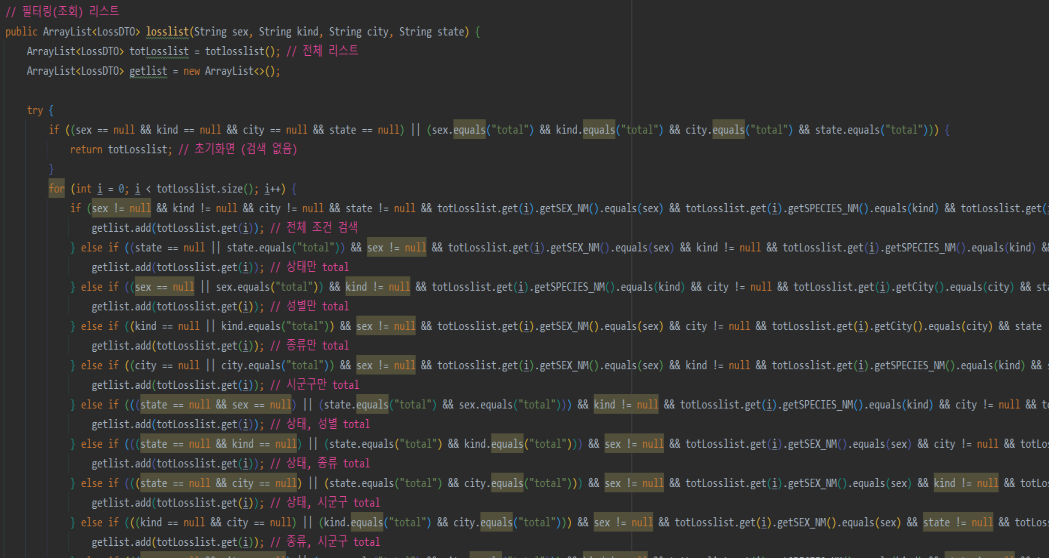 // 필터링(조회) 리스트
public ArrayList<LossDTO> losslist(String sex, String kind, String city, String state) {
ArrayList<LossDTO> totLosslist = totlosslist(); // 전체 리스트
ArrayList<LossDTO> getlist = new ArrayList<>();
try {
if ((sex == null && kind == null && city == null && state == null) || (sex.equals("total") && kind.equals("total") && city.equals("total") && state.equals("total"))) {
return totLosslist; // 초기화면 (검색 없음)
}
for (int i = 0; i < totLosslist.size(); i++) {
if (sex != null && kind != null && city != null && state != null && totLosslist.get(i).getSEX_NM().equals(sex) && totLosslist.get(i).getSPECIES_NM().equals(kind) && totLosslist.get(i
getlist.add(totLosslist.get(i)); // 전체 조건 검색
} else if ((state == null || state.equals("total")) && sex != null && totLosslist.get(i).getSEX_NM().equals(sex) && kind != null && totLosslist.get(i).getSPECIES_NM().equals(kind) &
getlist.add(totLosslist.get(i)); // 상태만 total
} else if ((sex == null || sex.equals("total")) && kind != null && totLosslist.get(i).getSPECIES_NM().equals(kind) && city != null && totLosslist.get(i).getCity().equals(city) && sta
getlist.add(totLosslist.get(i)); // 성별만 total
} else if ((kind == null || kind.equals("total")) && sex != null && totLosslist.get(i).getSEX_NM().equals(sex) && city != null && totLosslist.get(i).getCity().equals(city) && state
getlist.add(totLosslist.get(i)); // 종류만 total
} else if ((city == null || city.equals("total")) && sex != null && totLosslist.get(i).getSEX_NM().equals(sex) && kind != null && totLosslist.get(i).getSPECIES_NM().equals(kind) &&
getlist.add(totLosslist.get(i)); // 시군구만 total
} else if (((state == null && sex == null) || (state.equals("total") && sex.equals("total"))) && kind != null && totLosslist.get(i).getSPECIES_NM().equals(kind) && city != null && to
getlist.add(totLosslist.get(i)); // 상태, 성별 total
} else if (((state == null && kind == null) || (state.equals("total") && kind.equals("total"))) && sex != null && totLosslist.get(i).getSEX_NM().equals(sex) && city != null && totLos
getlist.add(totLosslist.get(i)); // 상태, 종류 total
} else if (((state == null && city == null) || (state.equals("total") && city.equals("total"))) && sex != null && totLosslist.get(i).getSEX_NM().equals(sex) && kind != null && totLos
getlist.add(totLosslist.get(i)); // 상태, 시군구 total
} else if (((kind == null && city == null) || (kind.equals("total") && city.equals("total"))) && sex != null && totLosslist.get(i).getSEX_NM().equals(sex) && state != null && totLoss
getlist.add(totLosslist.get(i)); // 종류, 시군구 total